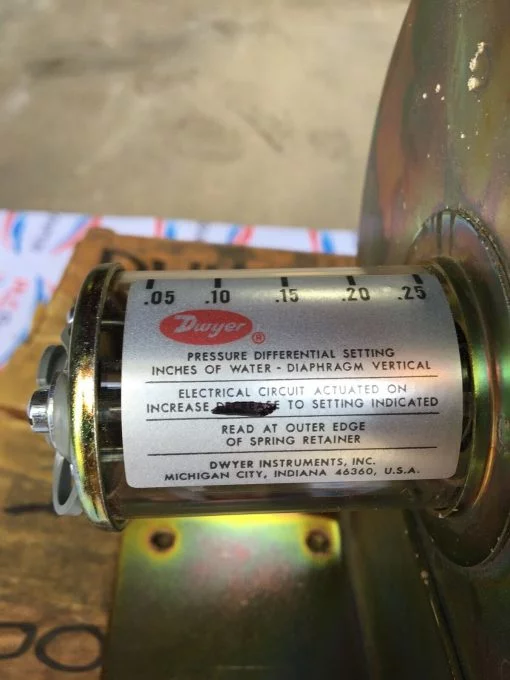 .05 .10 .15 .20 .25
Dwyer ®
PRESSURE DIFFERENTIAL SETTING
INCHES OF WATER - DIAPHRAGM VERTICAL
ELECTRICAL CIRCUIT ACTUATED ON
INCREASE DECREASE TO SETTING INDICATED
READ AT OUTER EDGE
OF SPRING RETAINER
DWYER INSTRUMENTS, INC.
MICHIGAN CITY, INDIANA 46360, U.S.A.